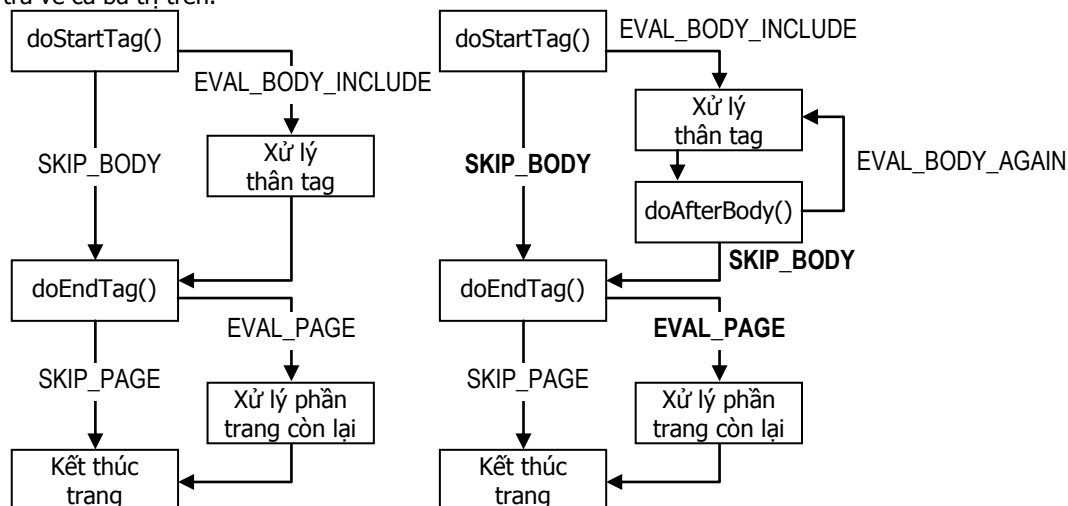 trả về cả ba trị trên.
doStartTag()
EVAL_BODY_INCLUDE
SKIP_BODY
Xử lý
thân tag
doEndTag()
EVAL_PAGE
SKIP_PAGE
Xử lý phần
trang còn lại
Kết thúc
trang
doStartTag()
EVAL_BODY_INCLUDE
Xử lý
thân tag
SKIP_BODY
EVAL_BODY_AGAIN
doAfterBody()
SKIP_BODY
doEndTag()
EVAL_PAGE
SKIP_PAGE
Xử lý phần
trang còn lại
Kết thúc
trang